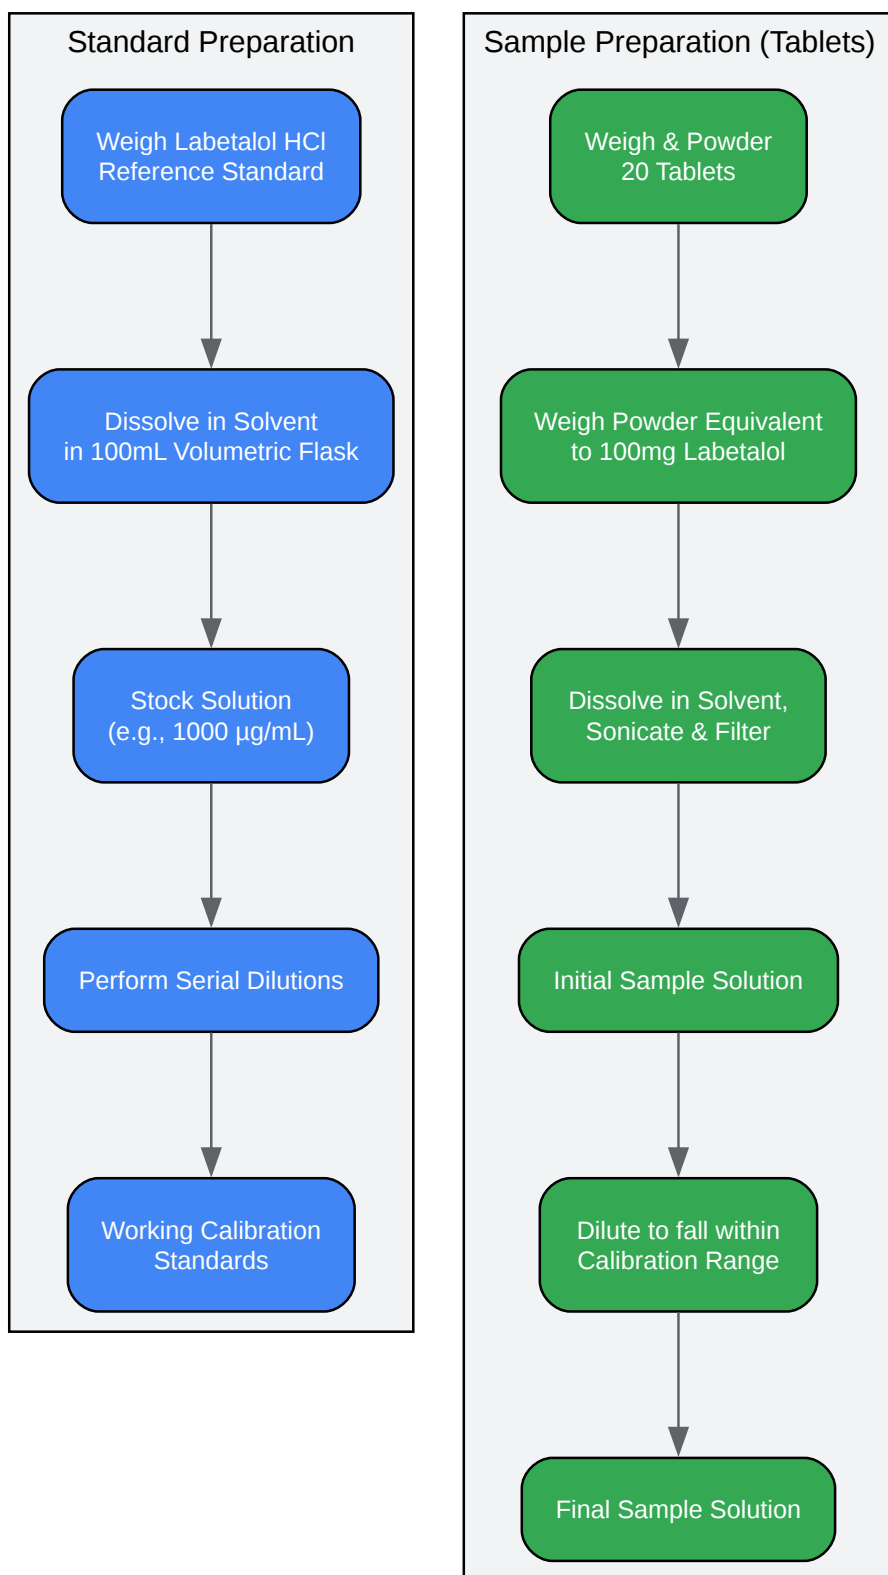 Standard Preparation
Weigh Labetalol HCl
Reference Standard
Dissolve in Solvent
in 100mL Volumetric Flask
Stock Solution
(e.g., 1000 µg/mL)
Perform Serial Dilutions
Working Calibration
Standards
Sample Preparation (Tablets)
Weigh & Powder
20 Tablets
Weigh Powder Equivalent
to 100mg Labetalol
Dissolve in Solvent,
Sonicate & Filter
Initial Sample Solution
Dilute to fall within
Calibration Range
Final Sample Solution